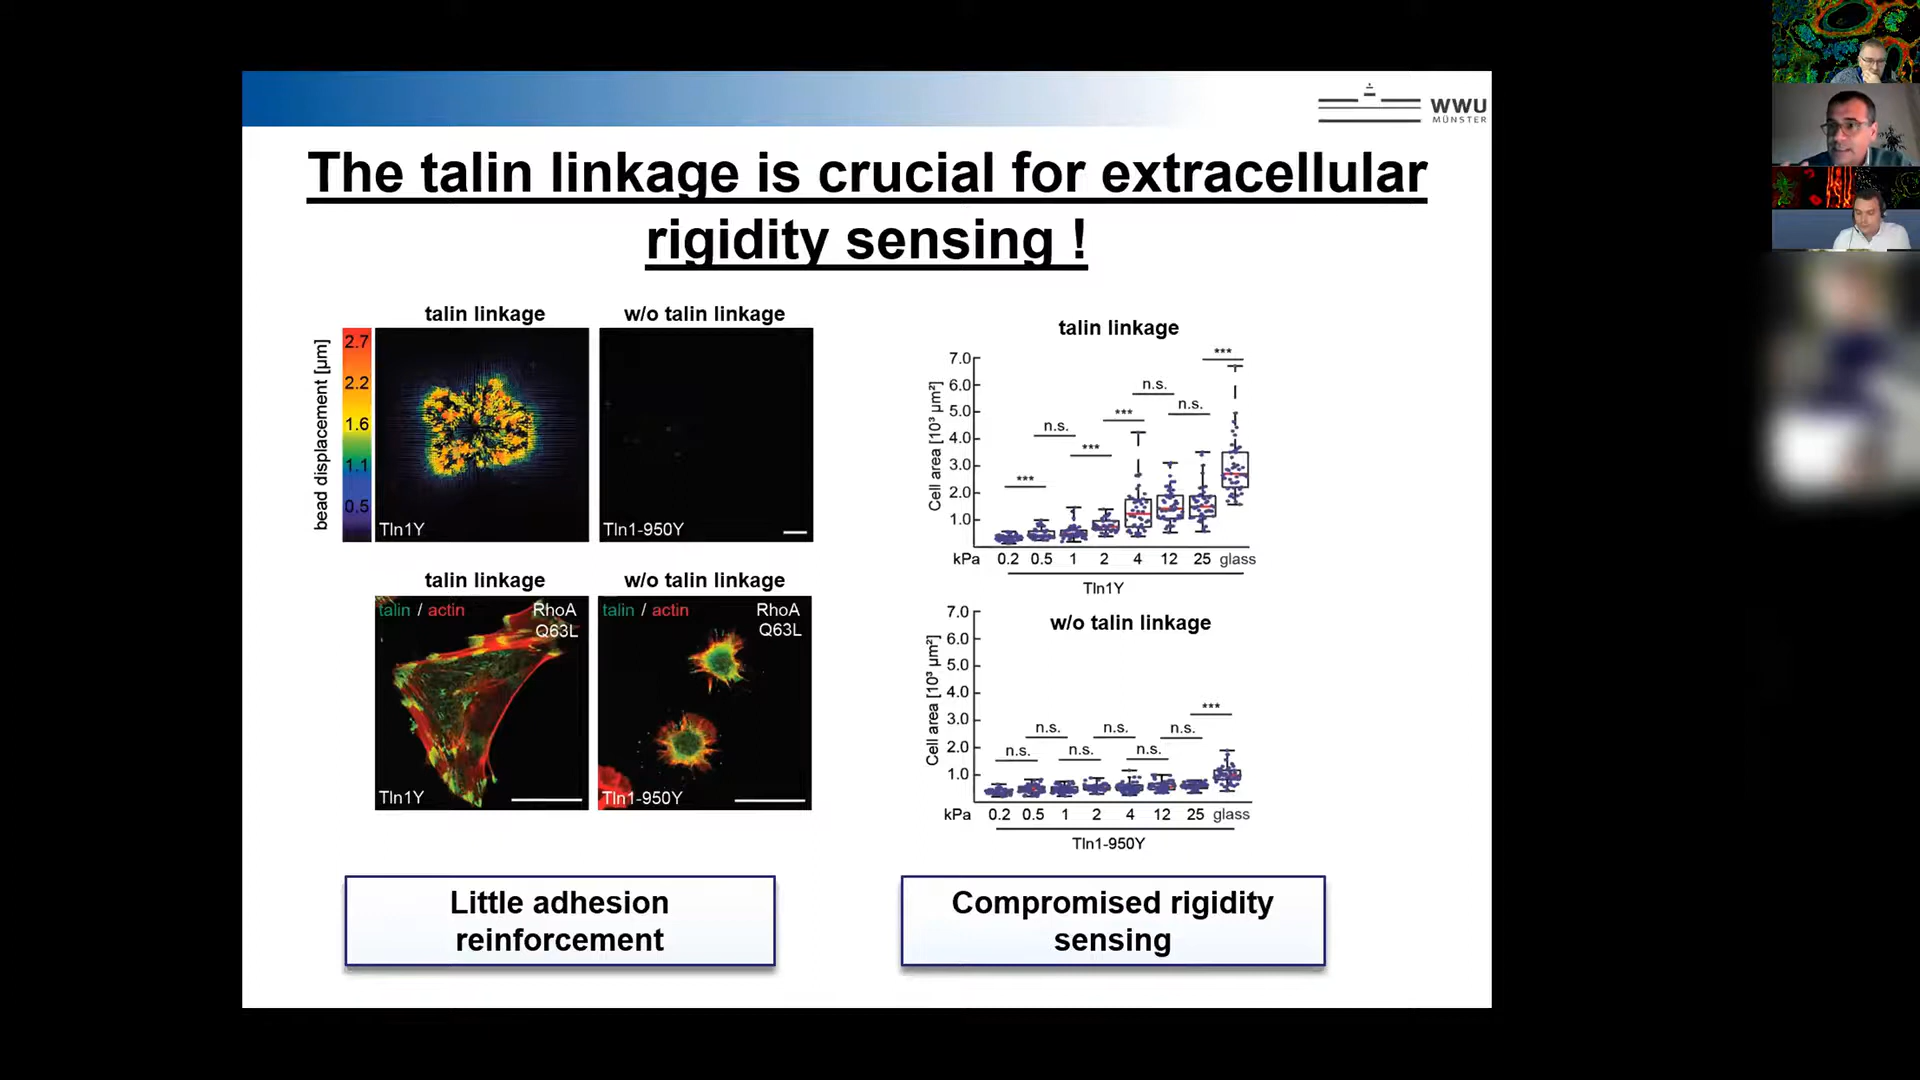 WWU
MÜNSTER
The talin linkage is crucial for extracellular
rigidity sensing !
talin linkage
w/o talin linkage
bead displacement [µm]
2.7
2.2
1.6
1.1
0.5
Tln1Y
Tln1-950Y
talin linkage
w/o talin linkage
talin / actin
RhoA
Q63L
Tln1Y
talin / actin
RhoA
Q63L
Tln1-950Y
Little adhesion
reinforcement
talin linkage
Cell area [10³ µm²]
7.0
6.0
5.0
4.0
3.0
2.0
1.0
***
n.s.
***
***
n.s.
n.s.
***
kPa 0.2 0.5 1 2 4 12 25 glass
Tln1Y
w/o talin linkage
Cell area [10³ µm²]
7.0
6.0
5.0
4.0
3.0
2.0
1.0
n.s.
n.s.
n.s.
n.s.
n.s.
n.s.
***
kPa 0.2 0.5 1 2 4 12 25 glass
Tln1-950Y
Compromised rigidity
sensing